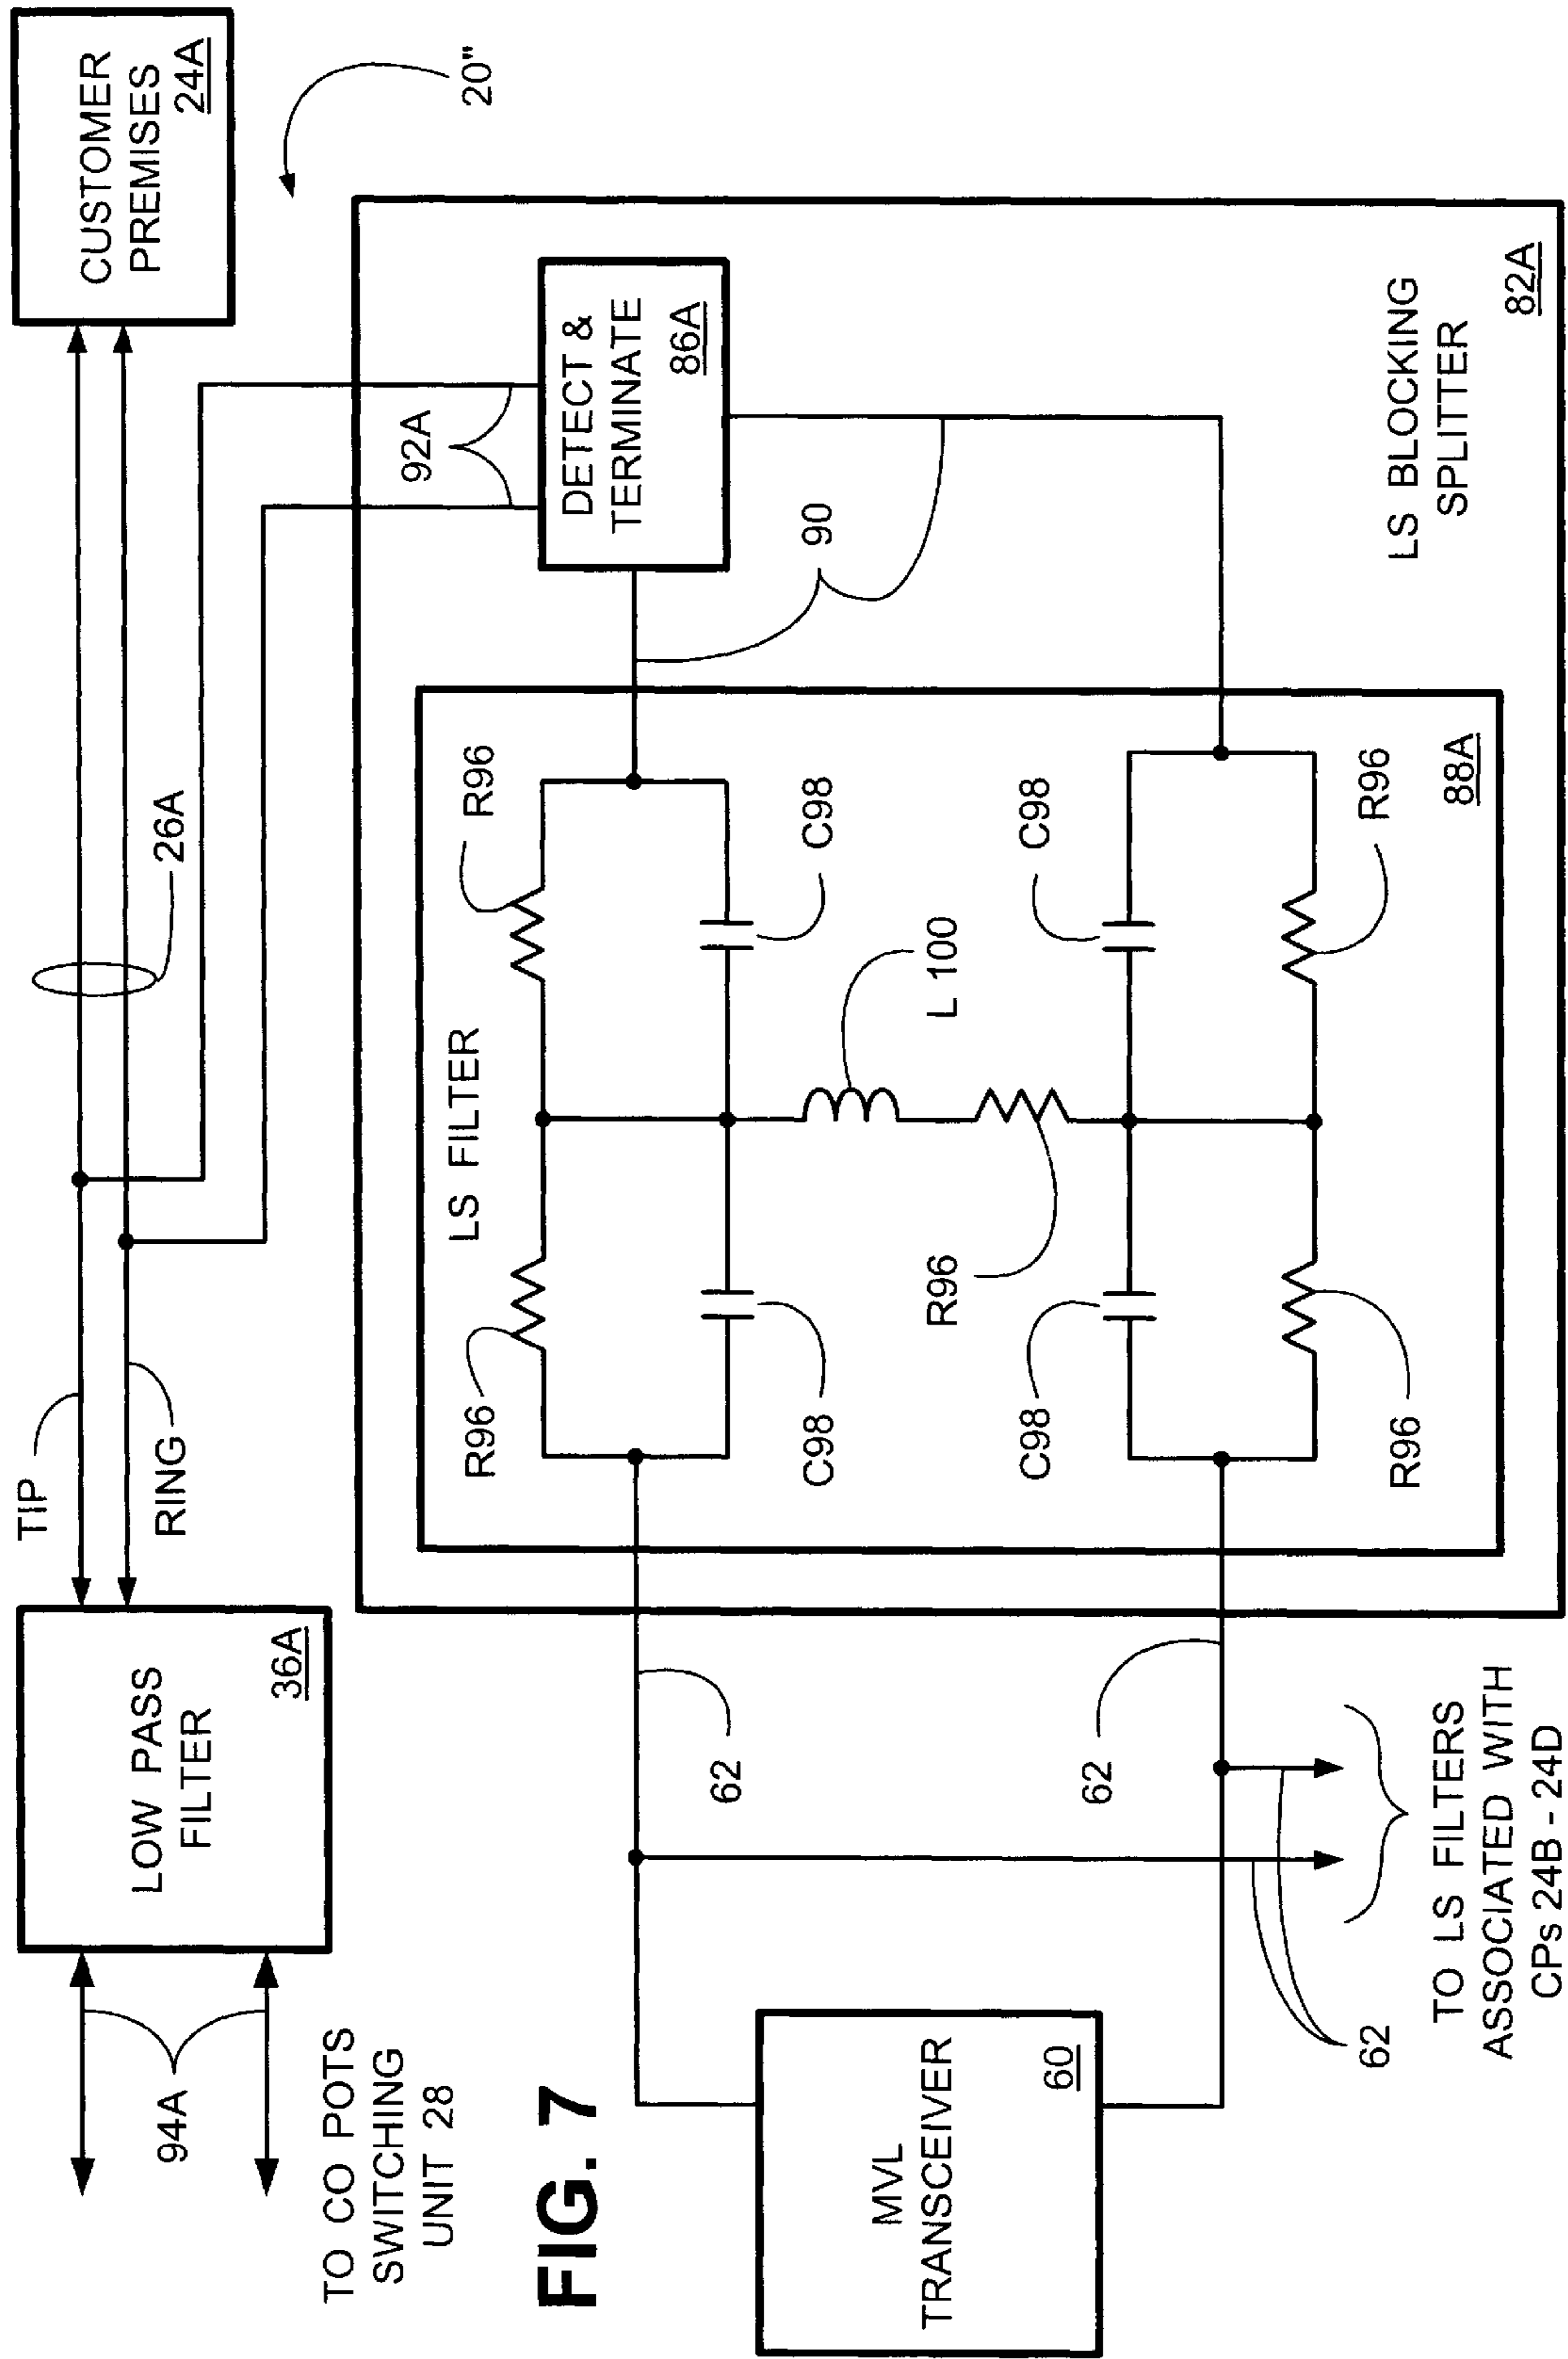 CUSTOMER
PREMISES
24A
20"
TIP
26A
RING
LOW PASS
FILTER
36A
94A
TO CO POTS
SWITCHING
UNIT 28
92A
DETECT &
TERMINATE
86A
90
LS FILTER
R96
R96
C98
C98
L 100
R96
C98
C98
R96
R96
88A
LS BLOCKING
SPLITTER
82A
62
62
MVL
TRANSCEIVER
60
62
TO LS FILTERS
ASSOCIATED WITH
CPs 24B - 24D
FIG. 7